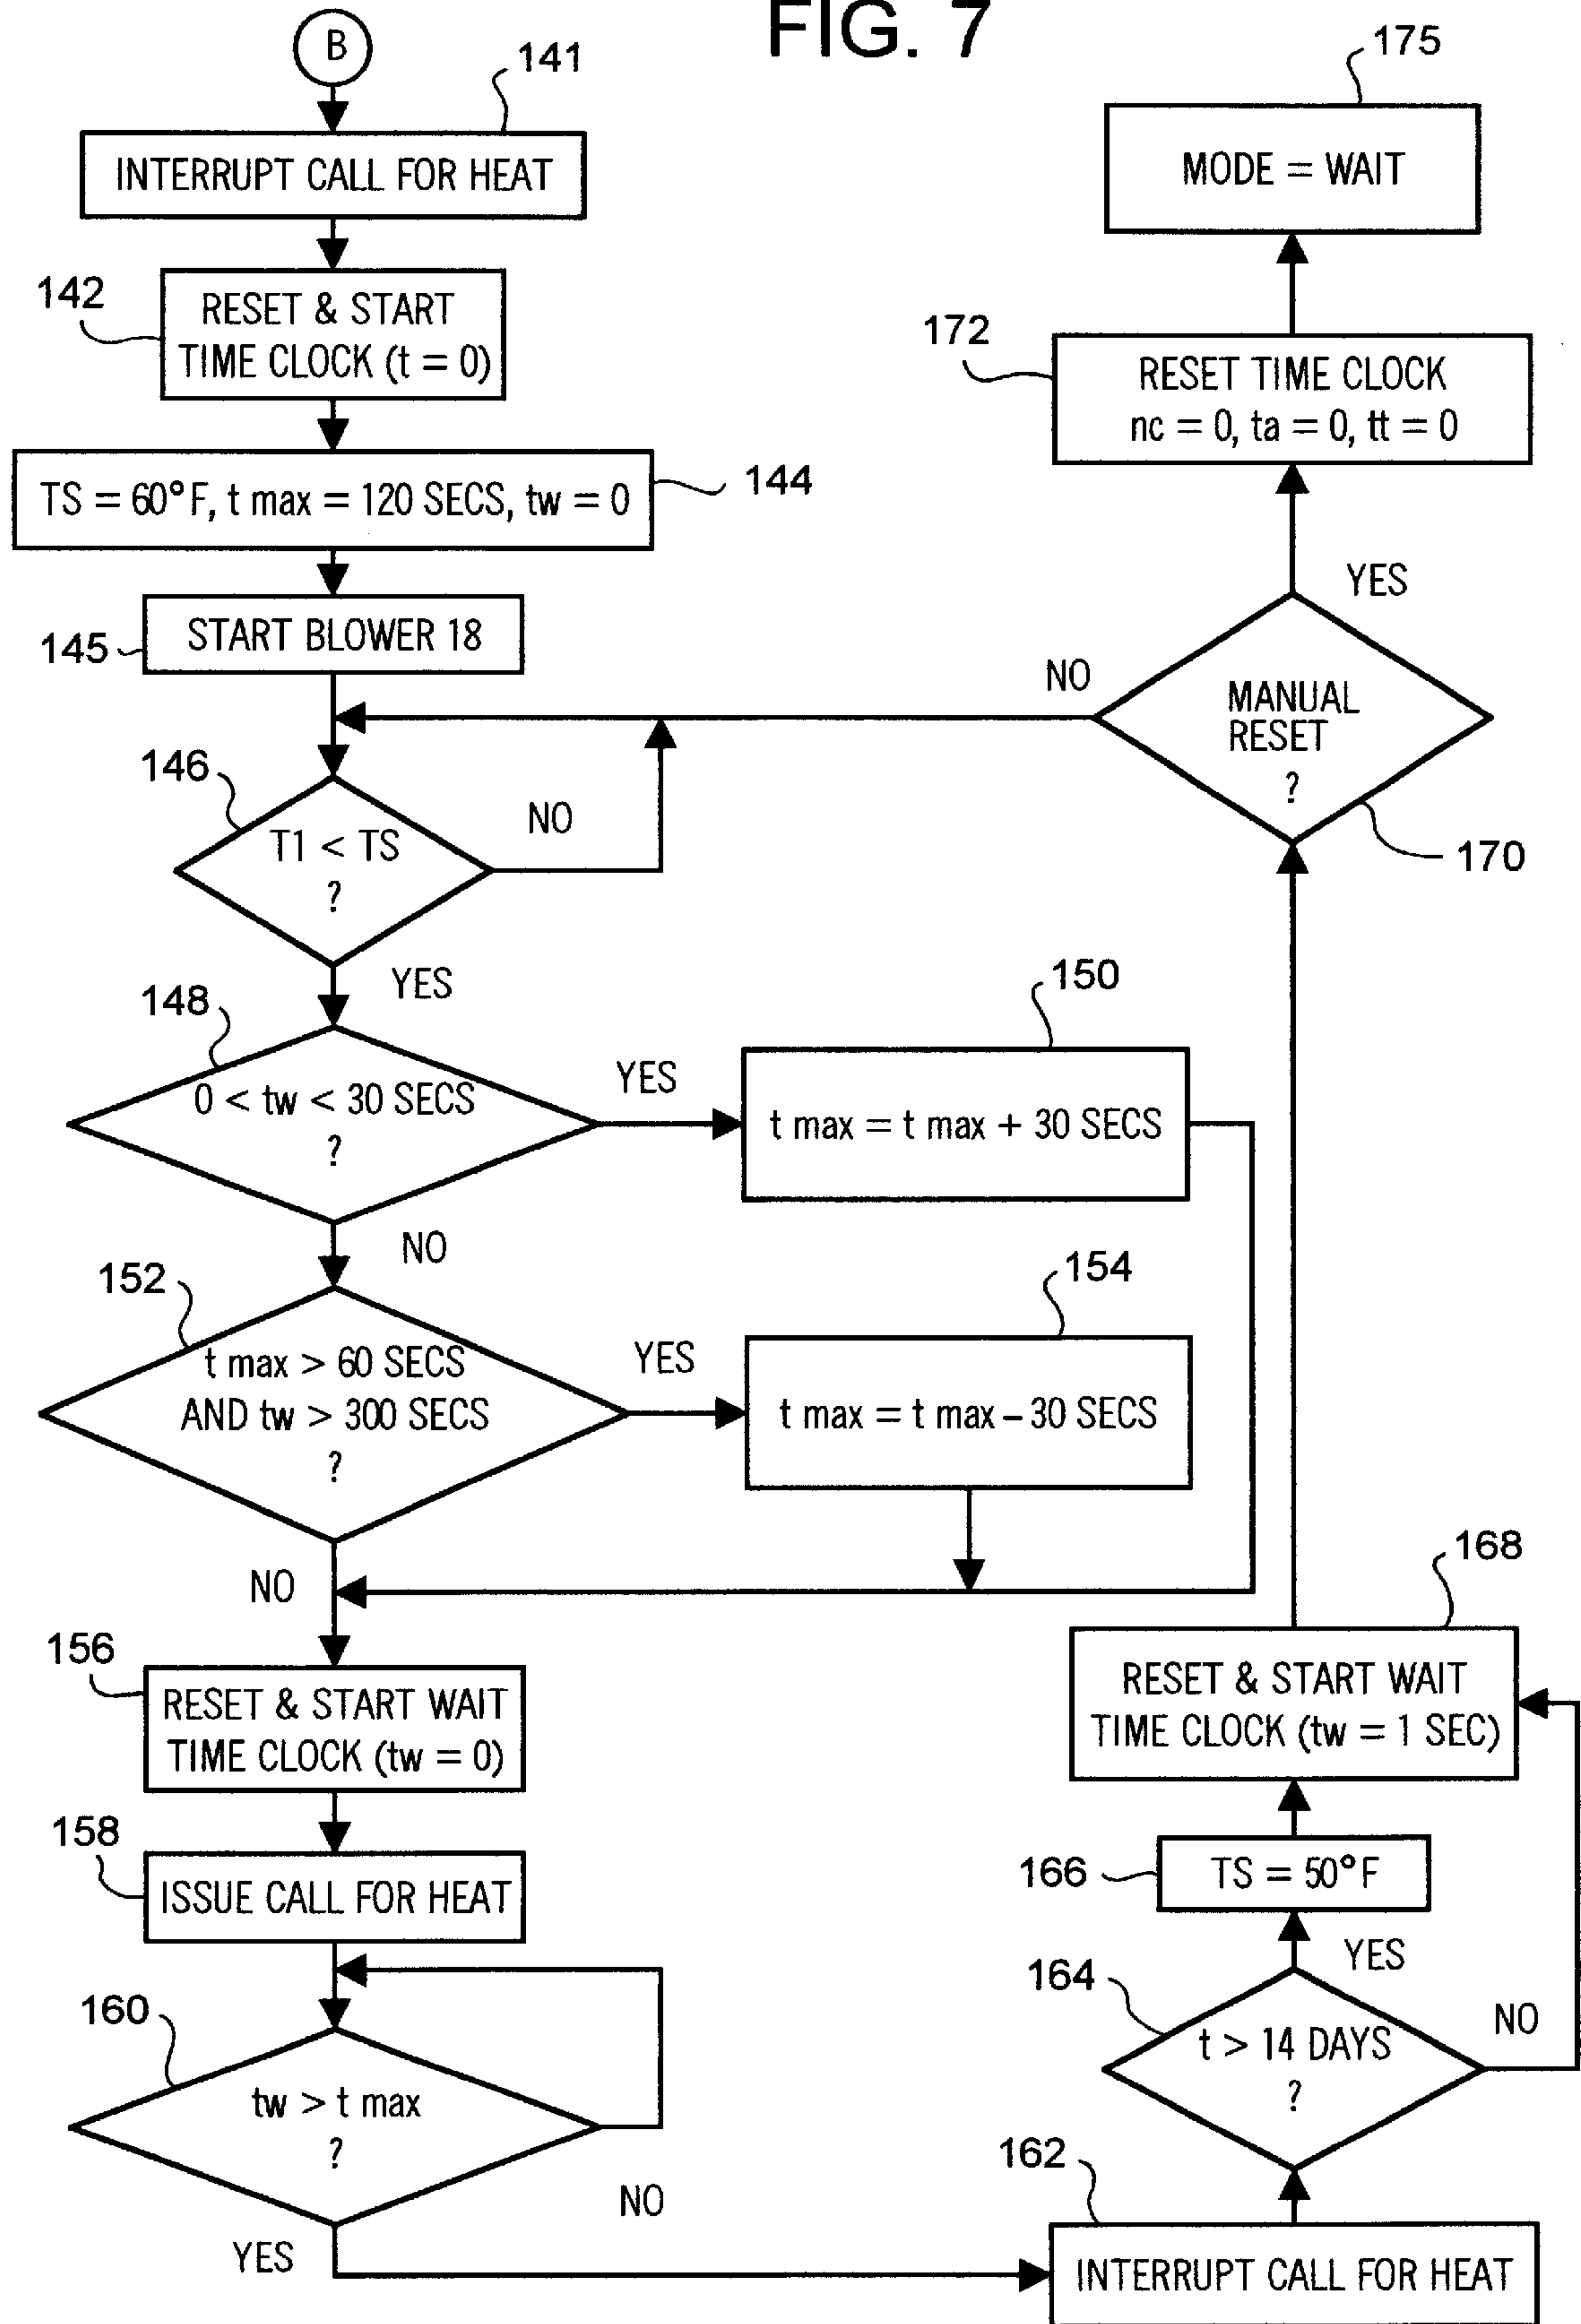 FIG. 7
B
141
INTERRUPT CALL FOR HEAT
142
RESET & START
TIME CLOCK (t = 0)
TS = 60°F, t max = 120 SECS, tw = 0
144
START BLOWER 18
145
146
T1 < TS
?
NO
YES
148
0 < tw < 30 SECS
?
YES
150
t max = t max + 30 SECS
NO
152
t max > 60 SECS
AND tw > 300 SECS
?
YES
154
t max = t max – 30 SECS
NO
156
RESET & START WAIT
TIME CLOCK (tw = 0)
158
ISSUE CALL FOR HEAT
160
tw > t max
?
NO
YES
162
INTERRUPT CALL FOR HEAT
164
t > 14 DAYS
?
NO
YES
166
TS = 50°F
168
RESET & START WAIT
TIME CLOCK (tw = 1 SEC)
170
MANUAL
RESET
?
NO
YES
172
RESET TIME CLOCK
nc = 0, ta = 0, tt = 0
175
MODE = WAIT